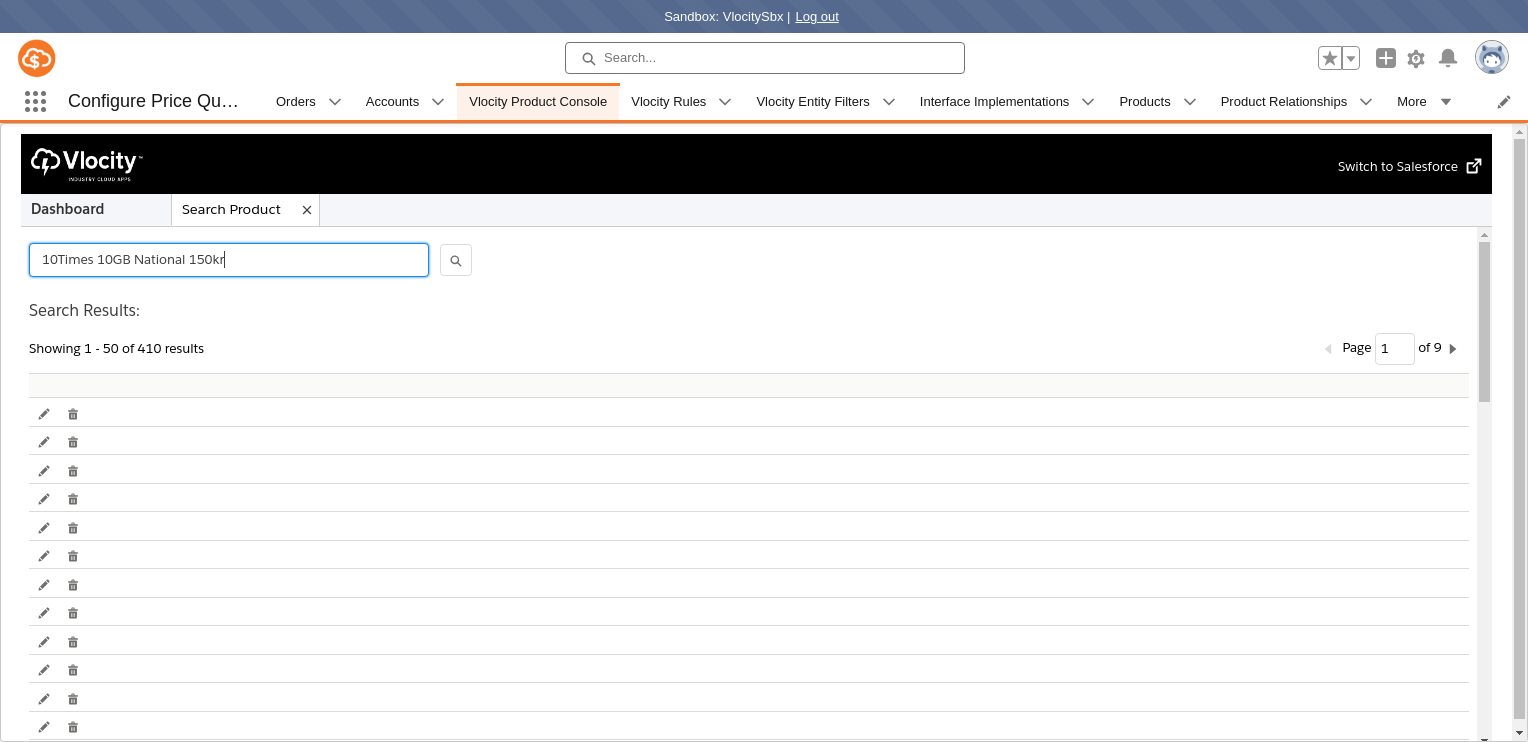 Sandbox: VlocitySbx | Log out
Search...
Configure Price Qu...
Orders
Accounts
Vlocity Product Console
Vlocity Rules
Vlocity Entity Filters
Interface Implementations
Products
Product Relationships
More
Vlocity™
INDUSTRY CLOUD APPS
Switch to Salesforce
Dashboard
Search Product
10Times 10GB National 150kr
Search Results:
Showing 1 - 50 of 410 results
Page 1 of 9